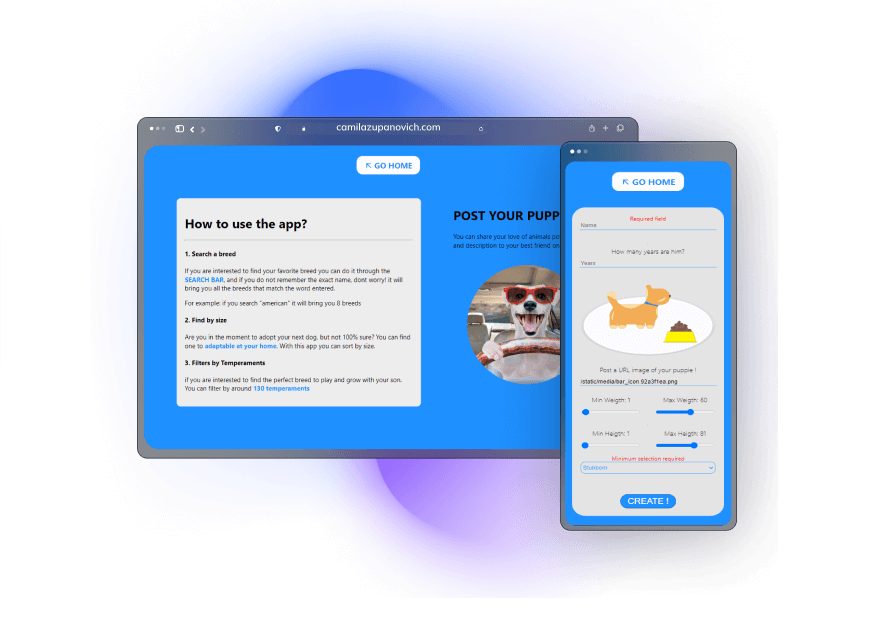 camilazupanovich.com
GO HOME
How to use the app?
1. Search a breed
If you are interested to find your favorite breed you can do it through the
SEARCH BAR, and if you do not remember the exact name, dont worry! it will
bring you all the breeds that match the word entered.
For example: if you search "american" it will bring you 8 breeds
2. Find by size
Are you in the moment to adopt your next dog, but not 100% sure? You can find
one to adaptable at your home. With this app you can sort by size.
3. Filters by Temperaments
if you are interested to find the perfect breed to play and grow with your son.
You can filter by around 130 temperaments
POST YOUR PUPP
You can share your love of animals po
and description to your best friend on
GO HOME
Required field
Name
How many years are him?
Years
Post a URL image of your puppie !
/static/media/bar_icon.92a3f1ea.png
Min Weigth: 1 Max Weigth: 60
Min Heigth: 1 Max Heigth: 81
Minimum selection required
Stubborn
CREATE !